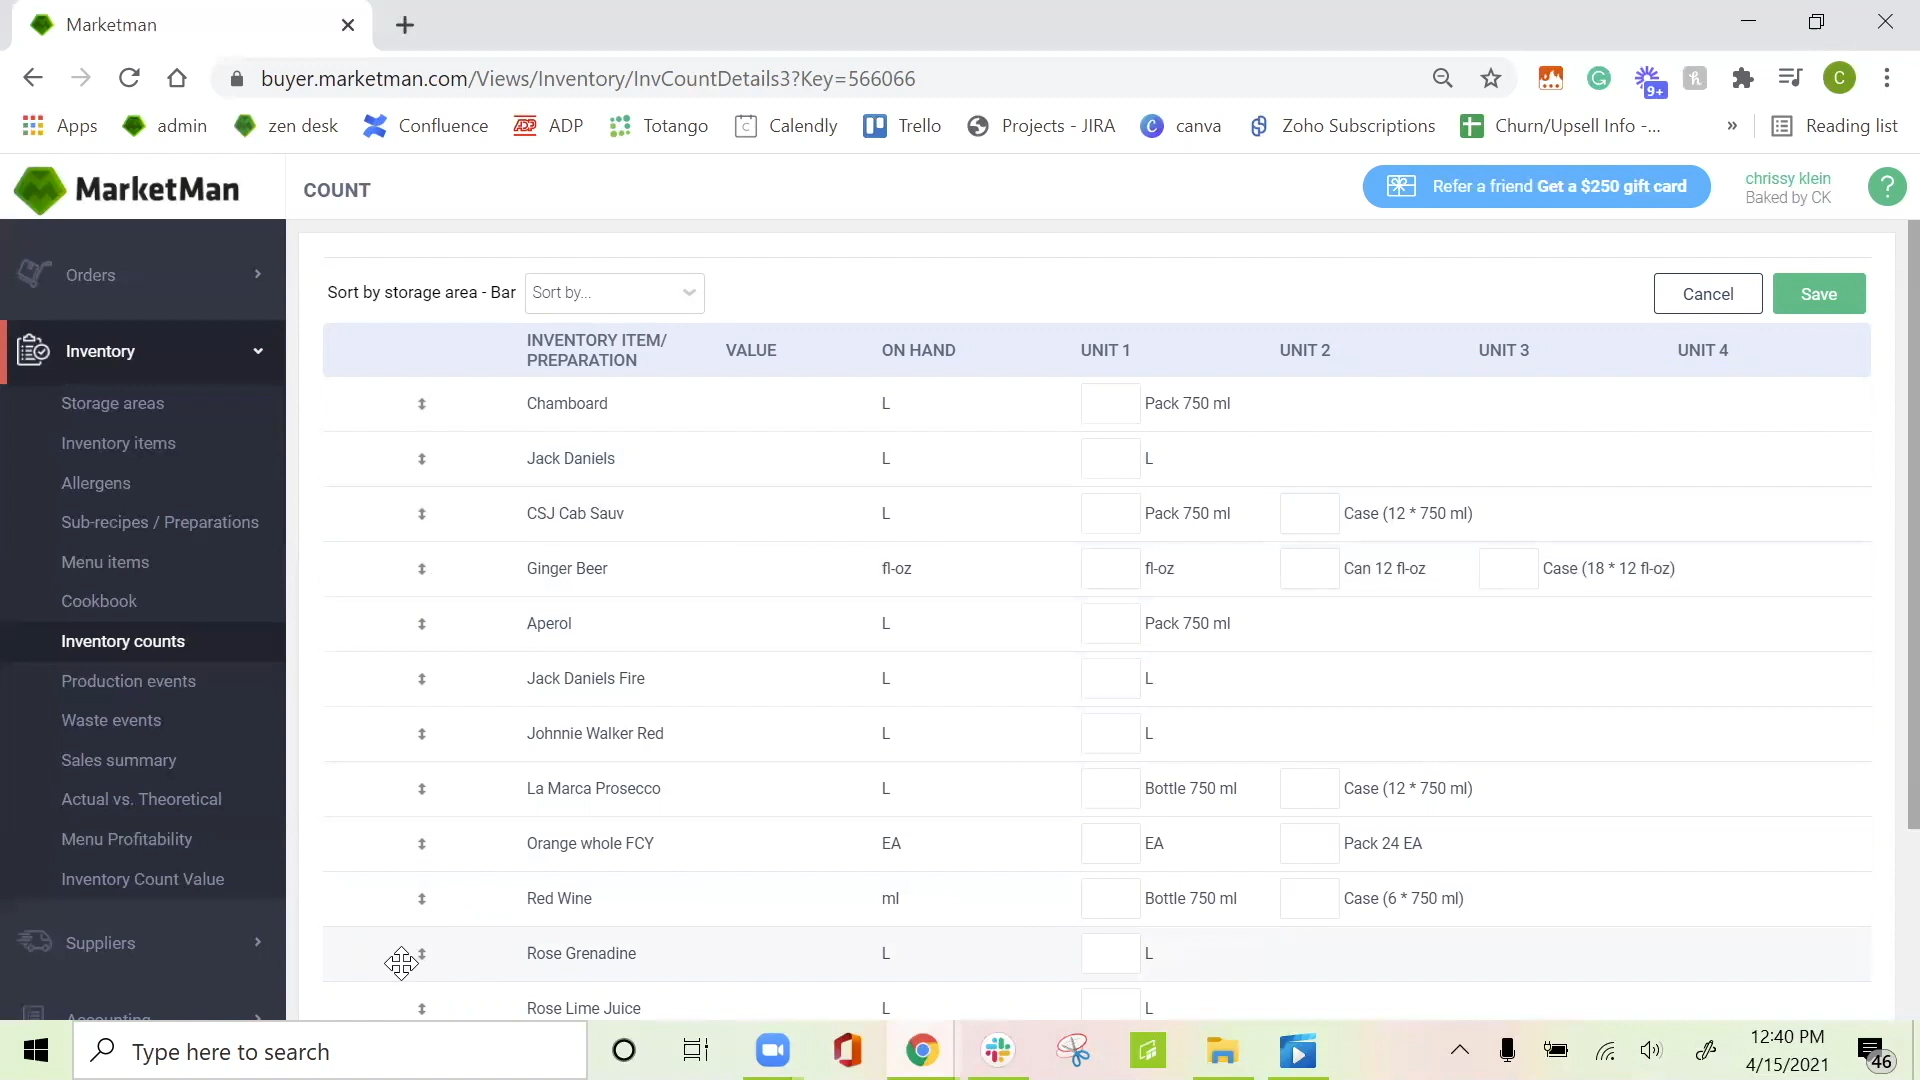 Marketman
buyer.marketman.com/Views/Inventory/InvCountDetails3?Key=566066
9+
h
C
Apps
admin
zen desk
Confluence
ADP
ADP
Totango
C
Calendly
Trello
Projects - JIRA
C
canva
Zoho Subscriptions
Churn/Upsell Info -...
»
Reading list
MarketMan
COUNT
Refer a friend Get a $250 gift card
chrissy klein
Baked by CK
?
Orders
Inventory
Storage areas
Inventory items
Allergens
Sub-recipes / Preparations
Menu items
Cookbook
Inventory counts
Production events
Waste events
Sales summary
Actual vs. Theoretical
Menu Profitability
Inventory Count Value
Suppliers
Accounting
Sort by storage area - Bar
Sort by...
Cancel
Save
INVENTORY ITEM/
PREPARATION
VALUE
ON HAND
UNIT 1
UNIT 2
UNIT 3
UNIT 4
Chamboard L Pack 750 ml
Jack Daniels L L
CSJ Cab Sauv L Pack 750 ml Case (12 * 750 ml)
Ginger Beer fl-oz fl-oz Can 12 fl-oz Case (18 * 12 fl-oz)
Aperol L Pack 750 ml
Jack Daniels Fire L L
Johnnie Walker Red L L
La Marca Prosecco L Bottle 750 ml Case (12 * 750 ml)
Orange whole FCY EA EA Pack 24 EA
Red Wine ml Bottle 750 ml Case (6 * 750 ml)
Rose Grenadine L L
Rose Lime Juice L L
Type here to search
12:40 PM
4/15/2021
46